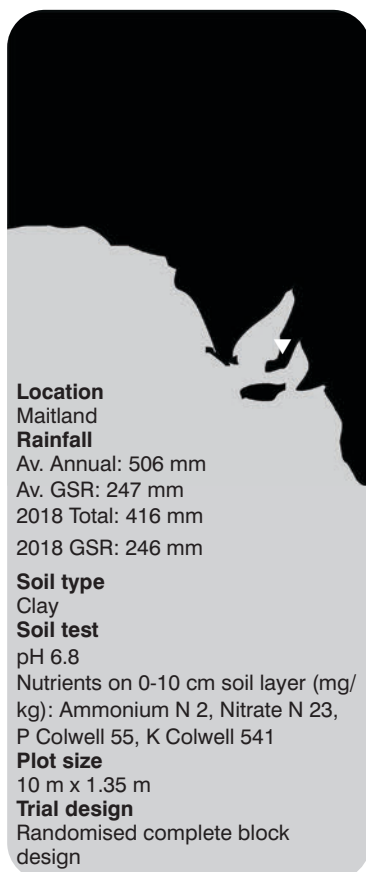 Location
Maitland
Rainfall
Av. Annual: 506 mm
Av. GSR: 247 mm
2018 Total: 416 mm
2018 GSR: 246 mm
Soil type
Clay
Soil test
pH 6.8
Nutrients on 0-10 cm soil layer (mg/
kg): Ammonium N 2, Nitrate N 23,
P Colwell 55, K Colwell 541
Plot size
10 m x 1.35 m
Trial design
Randomised complete block
design